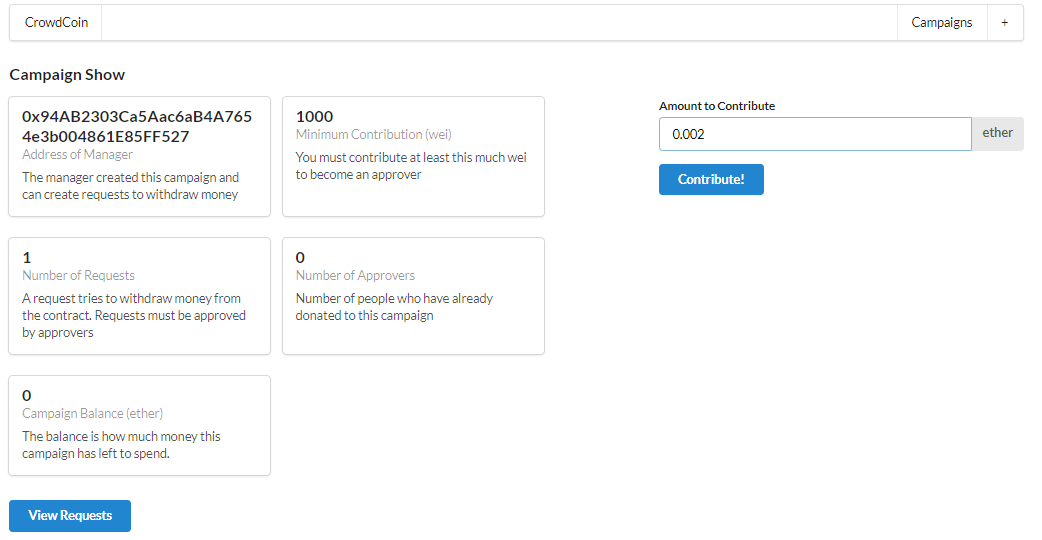 CrowdCoin
Campaigns
+
Campaign Show
0x94AB2303Ca5Aac6aB4A765
4e3b004861E85FF527
Address of Manager
The manager created this campaign and
can create requests to withdraw money
1000
Minimum Contribution (wei)
You must contribute at least this much wei
to become an approver
1
Number of Requests
A request tries to withdraw money from
the contract. Requests must be approved
by approvers
0
Number of Approvers
Number of people who have already
donated to this campaign
0
Campaign Balance (ether)
The balance is how much money this
campaign has left to spend.
View Requests
Amount to Contribute
0.002
ether
Contribute!